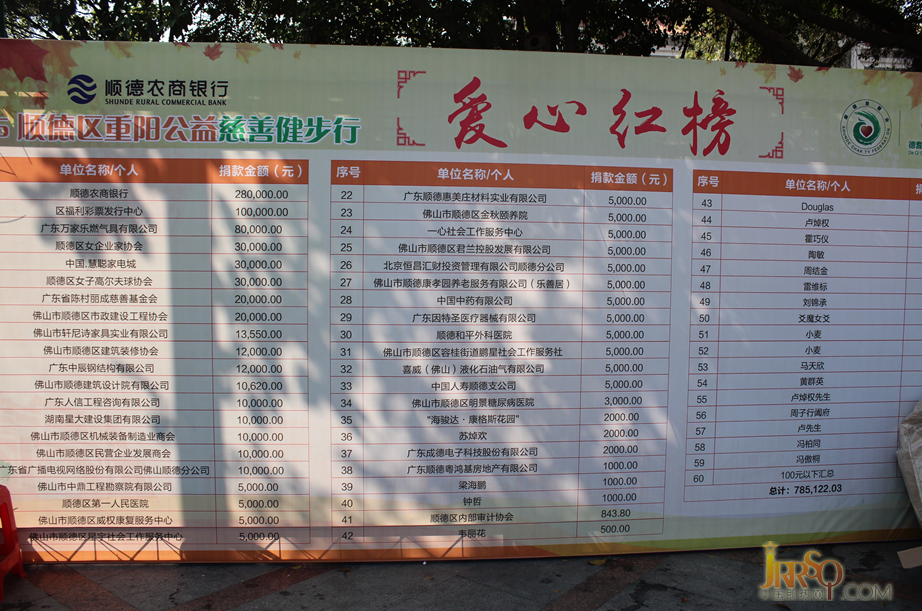 顺德农商银行
SHUNDE RURAL COMMERCIAL BANK
顺德区重阳公益慈善健步行
爱心红榜
单位名称/个人 捐款金额（元）
顺德农商银行 280,000.00
区福利彩票发行中心 100,000.00
广东万家乐燃气具有限公司 80,000.00
顺德区女企业家协会 30,000.00
中国.慧聪家电城 30,000.00
顺德区女子高尔夫球协会 30,000.00
广东省陈村丽成慈善基金会 20,000.00
佛山市顺德区市政建设工程协会 20,000.00
佛山市轩尼诗家具实业有限公司 13,550.00
佛山市顺德区建筑装修协会 12,000.00
广东中辰钢结构有限公司 12,000.00
佛山市顺德建筑设计院有限公司 10,620.00
广东人信工程咨询有限公司 10,000.00
湖南星大建设集团有限公司 10,000.00
佛山市顺德区机械装备制造业商会 10,000.00
佛山市顺德区民营企业发展商会 10,000.00
广东省广播电视网络股份有限公司佛山顺德分公司 10,000.00
佛山市中鼎工程勘察院有限公司 5,000.00
顺德区第一人民医院 5,000.00
佛山市顺德区威权康复服务中心 5,000.00
佛山市顺德区星宇社会工作服务中心 5,000.00
序号 单位名称/个人 捐款金额（元）
22 广东顺德惠美庄材料实业有限公司 5,000.00
23 佛山市顺德区金秋颐养院 5,000.00
24 一心社会工作服务中心 5,000.00
25 佛山市顺德区君兰控股发展有限公司 5,000.00
26 北京恒昌汇财投资管理有限公司顺德分公司 5,000.00
27 佛山市顺德康孝园养老服务有限公司（乐善居） 5,000.00
28 中国中药有限公司 5,000.00
29 广东因特圣医疗器械有限公司 5,000.00
30 顺德和平外科医院 5,000.00
31 佛山市顺德区容桂街道鹏星社会工作服务社 5,000.00
32 喜威（佛山）液化石油气有限公司 5,000.00
33 中国人寿顺德支公司 5,000.00
34 佛山市顺德区明景糖尿病医院 3,000.00
35 "海骏达·康格斯花园" 2000.00
36 苏焯欢 2000.00
37 广东成德电子科技股份有限公司 2000.00
38 广东顺德粤鸿基房地产有限公司 1000.00
39 梁海鹏 1000.00
40 钟哲 1000.00
41 顺德区内部审计协会 843.80
42 韦丽花 500.00
序号 单位名称/个人 捐
43 Douglas
44 卢焯权
45 霍巧仪
46 陶敏
47 周结金
48 雷维标
49 刘锦承
50 爻魔女爻
51 小麦
52 小麦
53 马天欣
54 黄群英
55 卢焯权先生
56 周子行阖府
57 卢先生
58 冯柏同
59 冯傲桐
60 100元以下汇总
总计：785,122.03
JRRSQ.COM